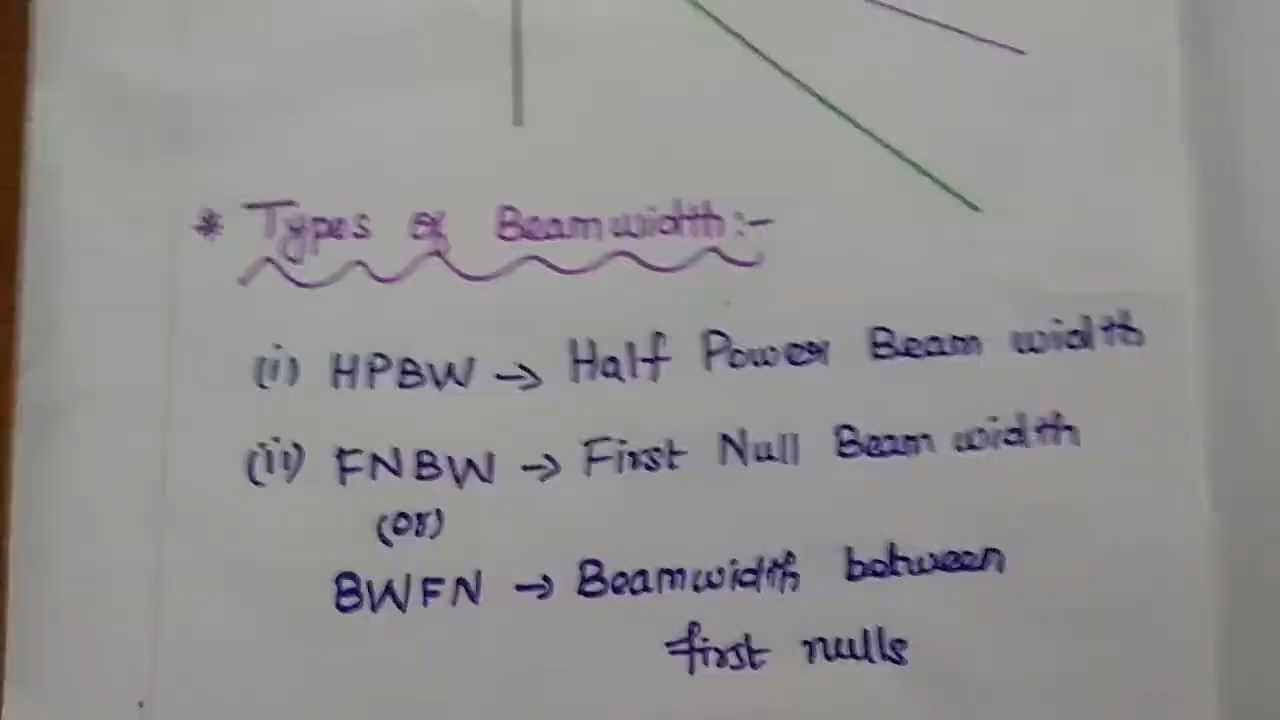 * Types of Beamwidth:-
(i) HPBW → Half Power Beam width
(ii) FNBW → First Null Beam width
(or)
BWFN → Beamwidth between
first nulls